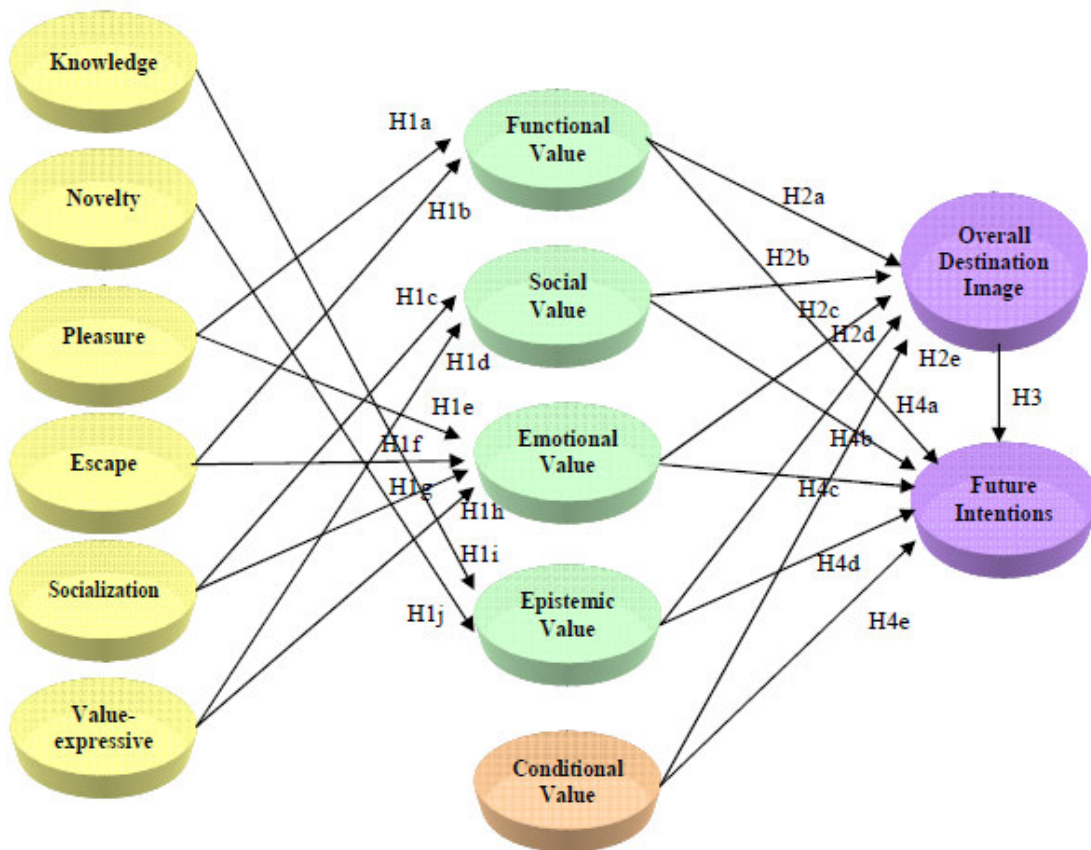 Knowledge
Novelty
Pleasure
Escape
Socialization
Value-
expressive
H1a
H1b
H1c
H1d
H1e
H1f
H1g
H1h
H1i
H1j
Functional
Value
Social
Value
Emotional
Value
Epistemic
Value
Conditional
Value
H2a
H2b
H2c
H2d
H2e
H4a
H4b
H4c
H4d
H4e
Overall
Destination
Image
H3
Future
Intentions